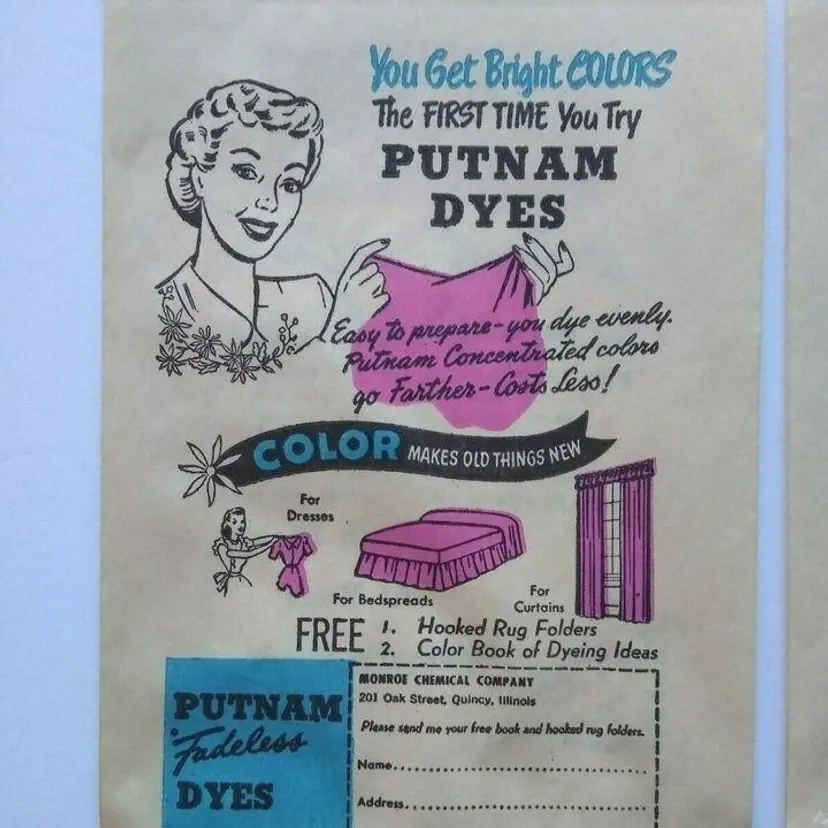 You Get Bright COLORS
The FIRST TIME You Try
PUTNAM
DYES
Easy to prepare-you dye evenly.
Putnam Concentrated colors
go Farther-Costs Less!
COLOR MAKES OLD THINGS NEW
For
Dresses
For Bedspreads
For
Curtains
FREE 1. Hooked Rug Folders
2. Color Book of Dyeing Ideas
PUTNAM
"Fadeless
DYES
MONROE CHEMICAL COMPANY
201 Oak Street, Quincy, Illinois
Please send me your free book and hooked rug folders.
Name
Address